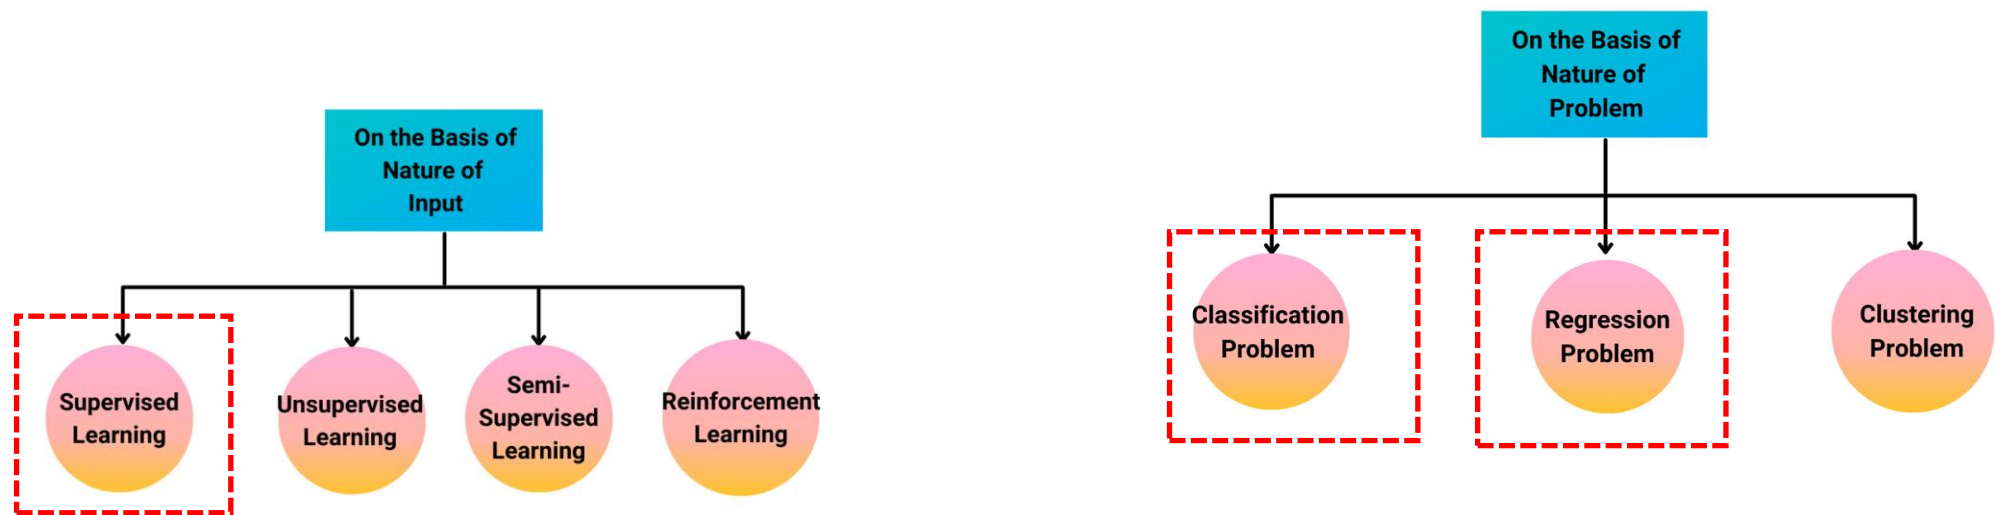 On the Basis of
Nature of
Input
Supervised
Learning
Unsupervised
Learning
Semi-
Supervised
Learning
Reinforcement
Learning
On the Basis of
Nature of
Problem
Classification
Problem
Regression
Problem
Clustering
Problem